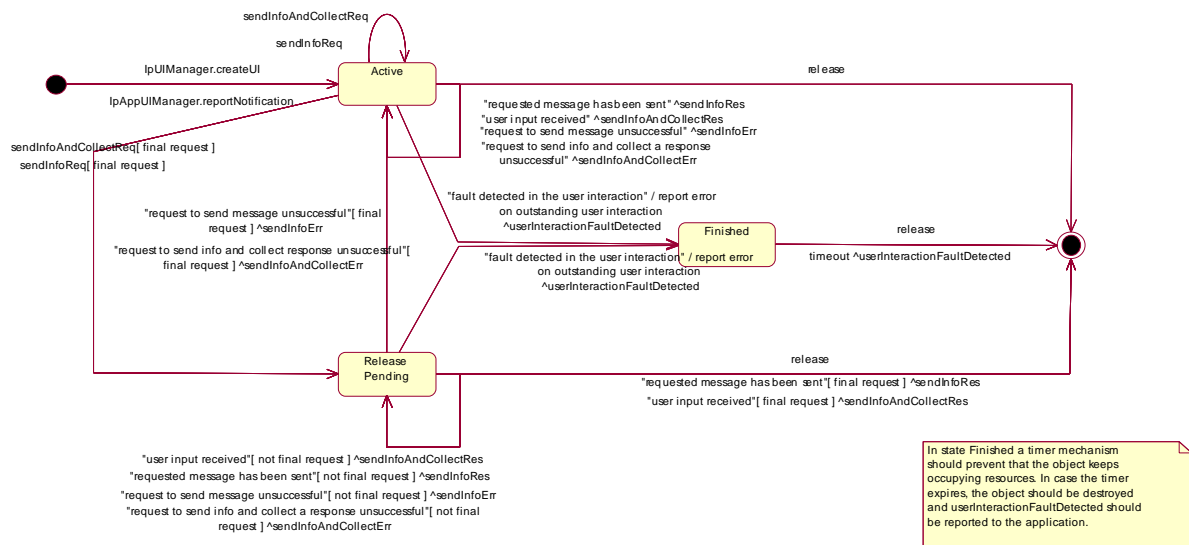 sendInfoAndCollectReq
sendInfoReq
IpUIManager.createUI
Active
release
IpAppUIManager.reportNotification
"requested message has been sent" ^sendInfoRes
"user input received" ^sendInfoAndCollectRes
"request to send message unsuccessful" ^sendInfoErr
"request to send info and collect a response
unsuccessful" ^sendInfoAndCollectErr
sendInfoAndCollectReq[ final request ]
sendInfoReq[ final request ]
"fault detected in the user interaction" / report error
on outstanding user interaction
^userInteractionFaultDetected
"request to send message unsuccessful"[ final
request ] ^sendInfoErr
Finished
release
"request to send info and collect response unsuccessful"[
final request ] ^sendInfoAndCollectErr
"fault detected in the user interaction" / report error
on outstanding user interaction
^userInteractionFaultDetected
timeout ^userInteractionFaultDetected
Release
Pending
release
"requested message has been sent"[ final request ] ^sendInfoRes
"user input received"[ final request ] ^sendInfoAndCollectRes
"user input received"[ not final request ] ^sendInfoAndCollectRes
"requested message has been sent"[ not final request ] ^sendInfoRes
"request to send message unsuccessful"[ not final request ] ^sendInfoErr
"request to send info and collect a response unsuccessful"[ not final
request ] ^sendInfoAndCollectErr
In state Finished a timer mechanism
should prevent that the object keeps
occupying resources. In case the timer
expires, the object should be destroyed
and userInteractionFaultDetected should
be reported to the application.